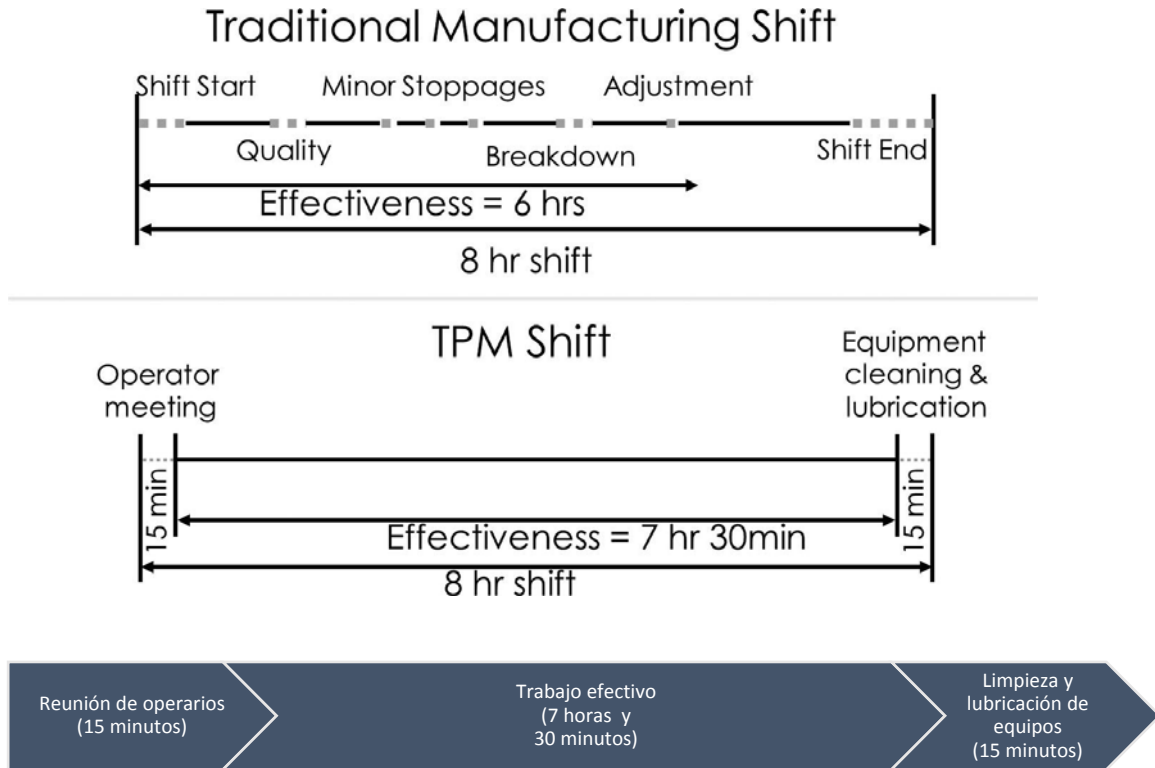 Traditional Manufacturing Shift
Shift Start
Minor Stoppages
Adjustment
Quality
Breakdown
Shift End
Effectiveness = 6 hrs
8 hr shift
TPM Shift
Operator
meeting
Equipment
cleaning &
lubrication
15 min
15 min
Effectiveness = 7 hr 30min
8 hr shift
Reunión de operarios
(15 minutos)
Trabajo efectivo
(7 horas y
30 minutos)
Limpieza y
lubricación de
equipos
(15 minutos)